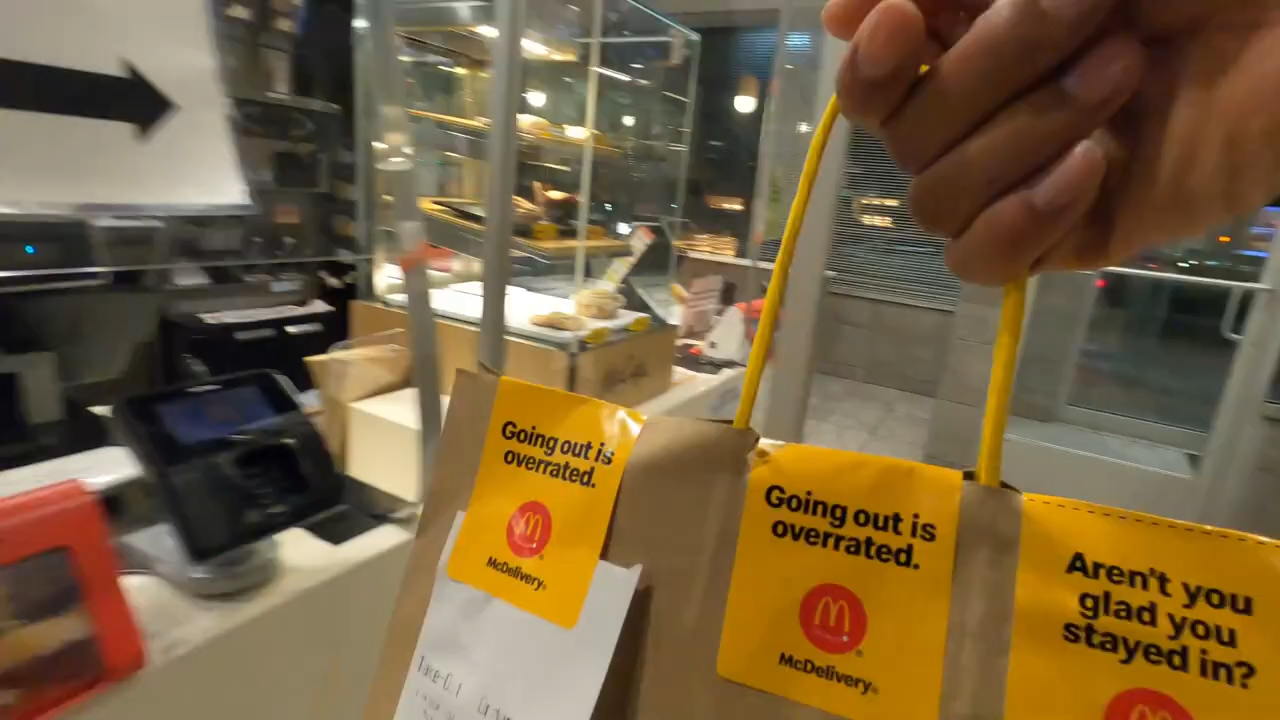 Going out is
overrated.
McDelivery®
Going out is
overrated.
McDelivery®
Aren't you
glad you
stayed in?